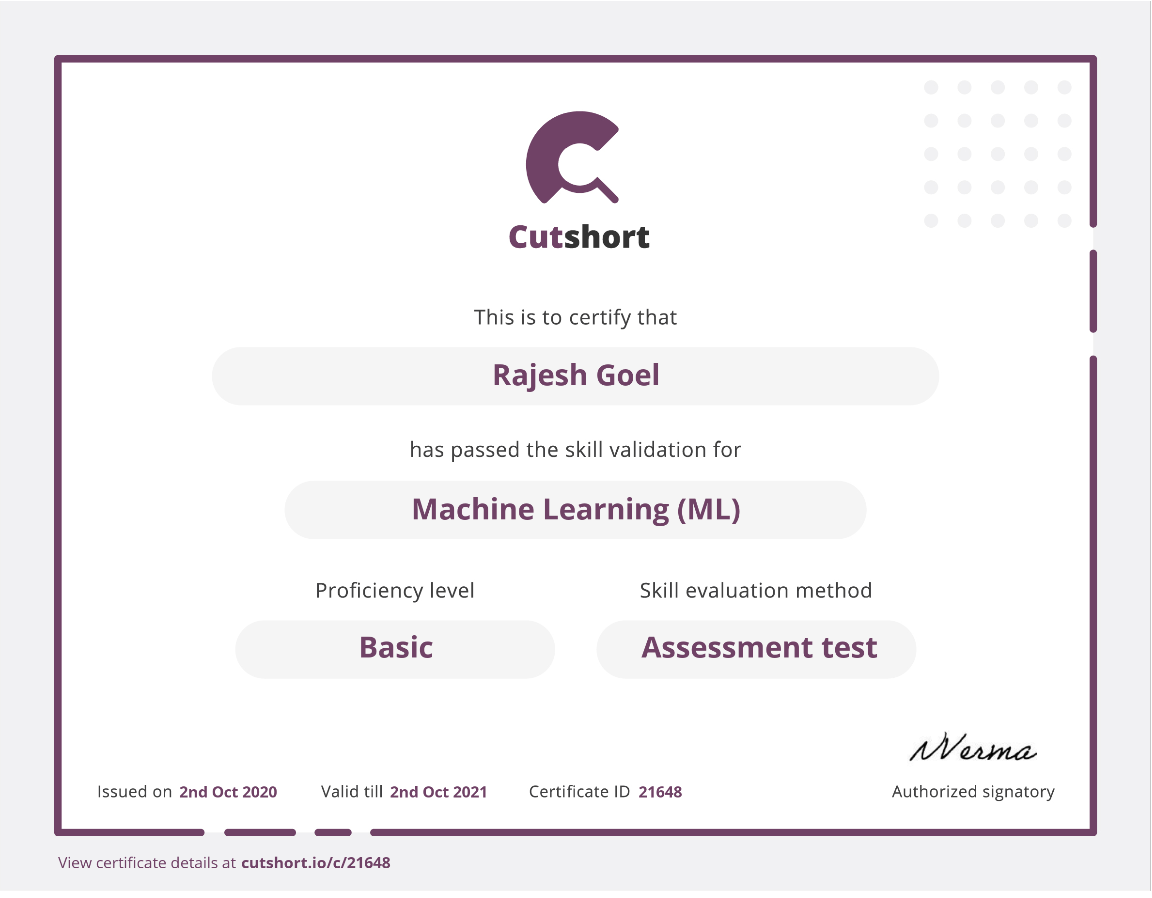 Cutshort
This is to certify that
Rajesh Goel
has passed the skill validation for
Machine Learning (ML)
Proficiency level
Skill evaluation method
Basic
Assessment test
NVerma
Issued on 2nd Oct 2020
Valid till 2nd Oct 2021
Certificate ID 21648
Authorized signatory
View certificate details at cutshort.io/c/21648